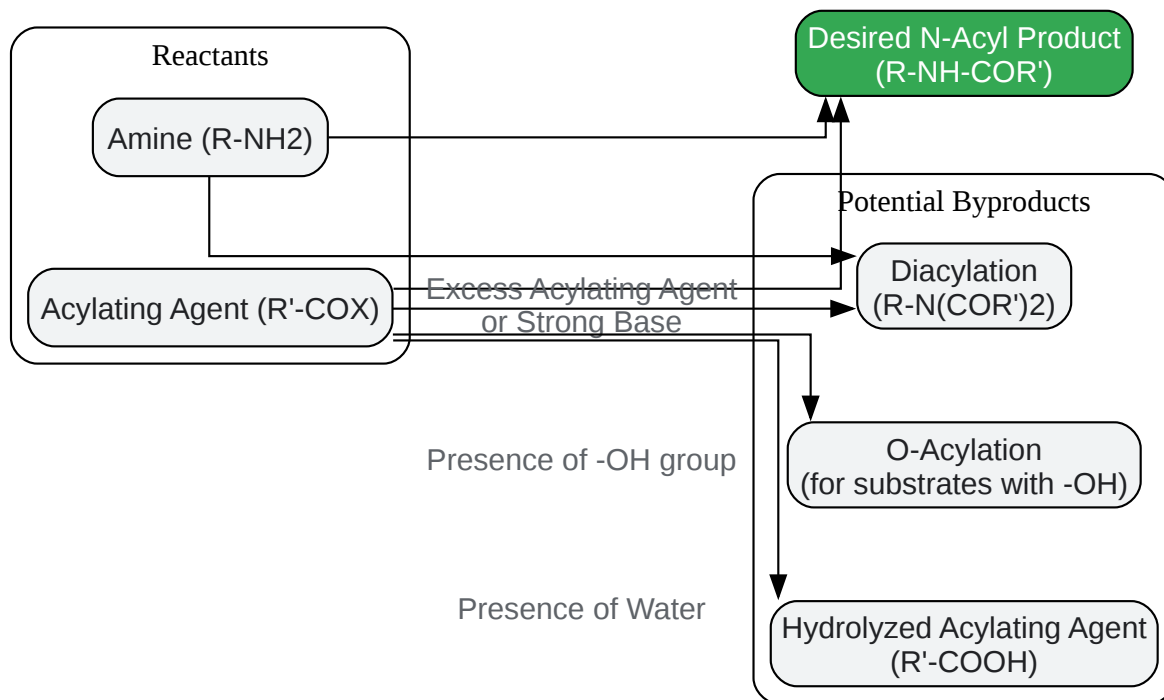 Reactants
Amine (R-NH2)
Acylating Agent (R'-COX)
Desired N-Acyl Product
(R-NH-COR')
Excess Acylating Agent
or Strong Base
Presence of -OH group
Presence of Water
Potential Byproducts
Diacylation
(R-N(COR')2)
O-Acylation
(for substrates with -OH)
Hydrolyzed Acylating Agent
(R'-COOH)